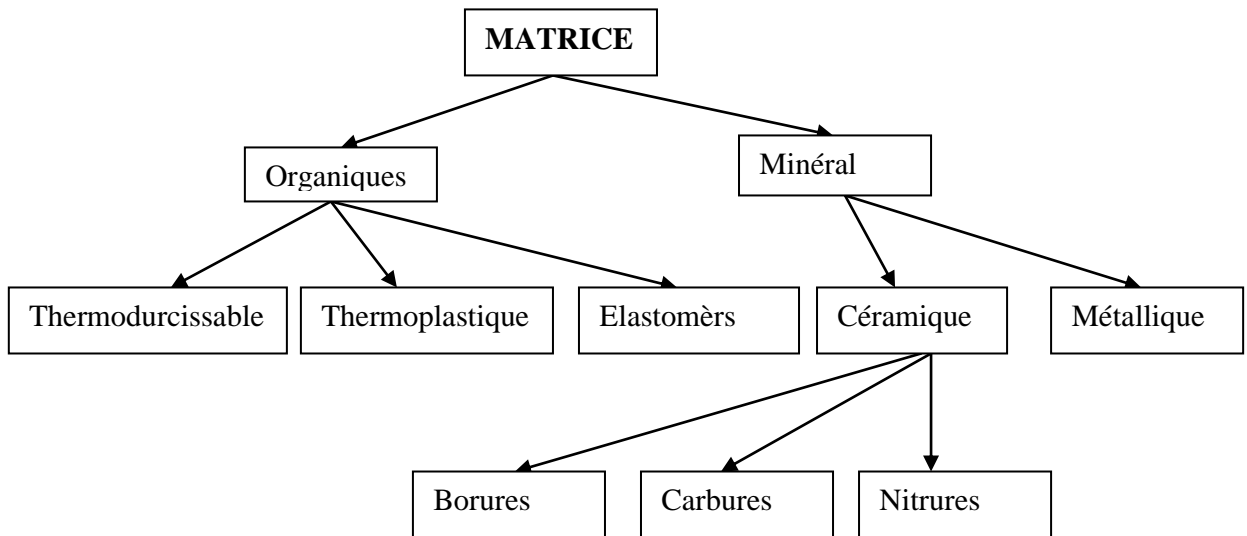 MATRICE
Organiques
Minéral
Thermodurcissable
Thermoplastique
Elastomèrs
Céramique
Métallique
Borures
Carbures
Nitrures